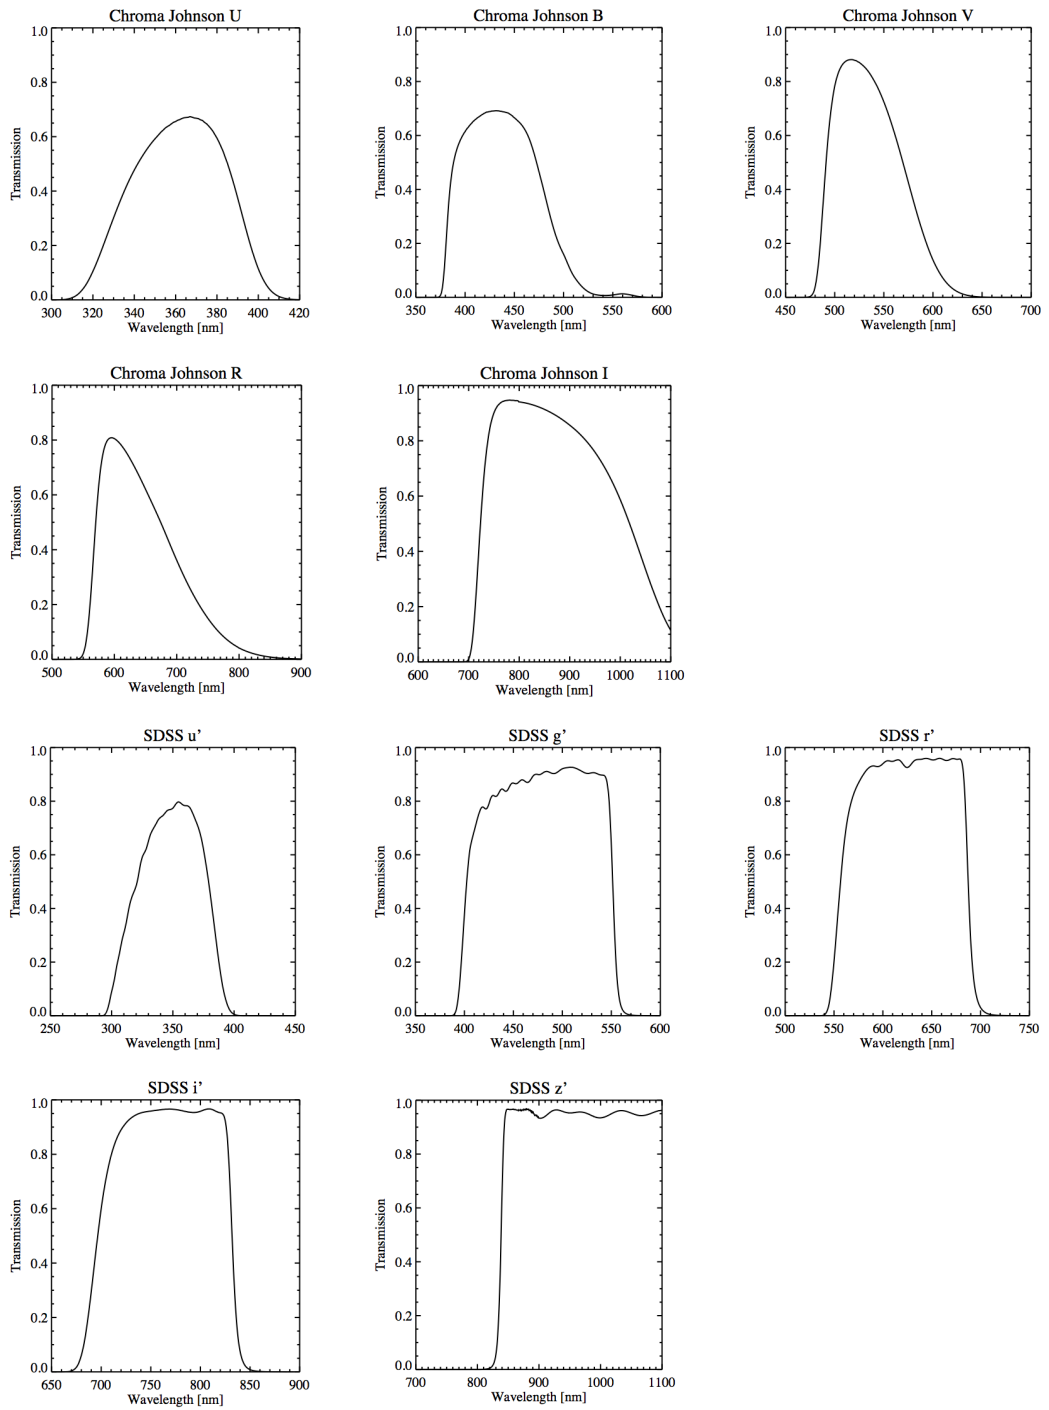 Chroma Johnson U
1.0
0.8
0.6
0.4
0.2
0.0
Transmission
300 320 340 360 380 400 420
Wavelength [nm]
Chroma Johnson B
1.0
0.8
0.6
0.4
0.2
0.0
Transmission
350 400 450 500 550 600
Wavelength [nm]
Chroma Johnson V
1.0
0.8
0.6
0.4
0.2
0.0
Transmission
450 500 550 600 650 700
Wavelength [nm]
Chroma Johnson R
1.0
0.8
0.6
0.4
0.2
0.0
Transmission
500 600 700 800 900
Wavelength [nm]
Chroma Johnson I
1.0
0.8
0.6
0.4
0.2
0.0
Transmission
600 700 800 900 1000 1100
Wavelength [nm]
SDSS u’
1.0
0.8
0.6
0.4
0.2
0.0
Transmission
250 300 350 400 450
Wavelength [nm]
SDSS g’
1.0
0.8
0.6
0.4
0.2
0.0
Transmission
350 400 450 500 550 600
Wavelength [nm]
SDSS r’
1.0
0.8
0.6
0.4
0.2
0.0
Transmission
500 550 600 650 700 750
Wavelength [nm]
SDSS i’
1.0
0.8
0.6
0.4
0.2
0.0
Transmission
650 700 750 800 850 900
Wavelength [nm]
SDSS z’
1.0
0.8
0.6
0.4
0.2
0.0
Transmission
700 800 900 1000 1100
Wavelength [nm]